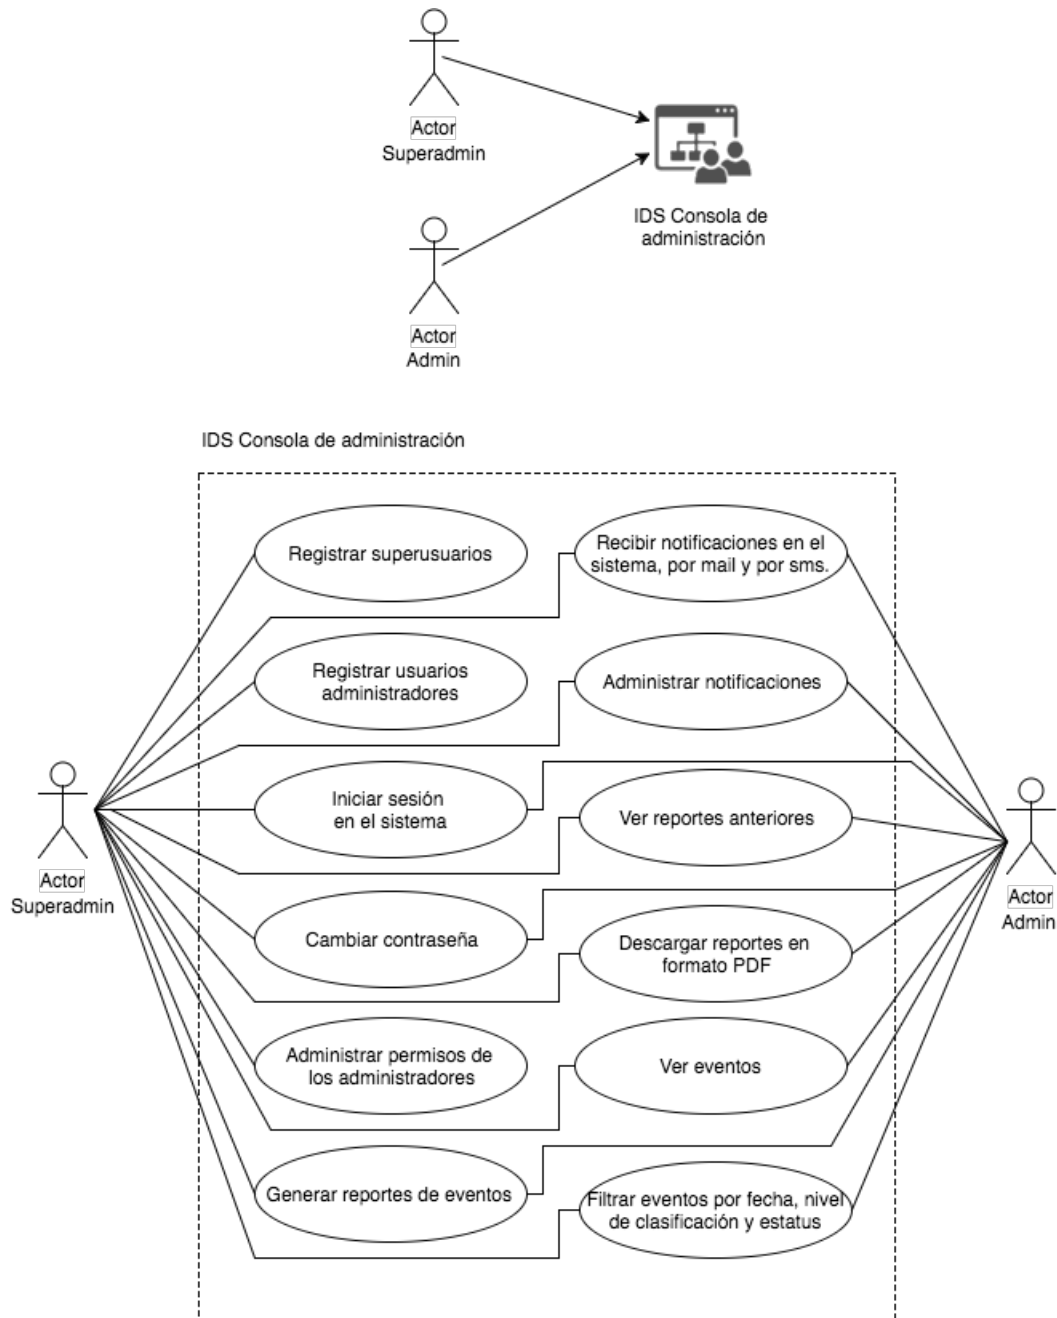 Actor
Superadmin
IDS Consola de
administración
Actor
Admin
IDS Consola de administración
Registrar superusuarios
Recibir notificaciones en el
sistema, por mail y por sms.
Registrar usuarios
administradores
Administrar notificaciones
Iniciar sesión
en el sistema
Ver reportes anteriores
Actor
Superadmin
Actor
Admin
Cambiar contraseña
Descargar reportes en
formato PDF
Administrar permisos de
los administradores
Ver eventos
Generar reportes de eventos
Filtrar eventos por fecha, nivel
de clasificación y estatus